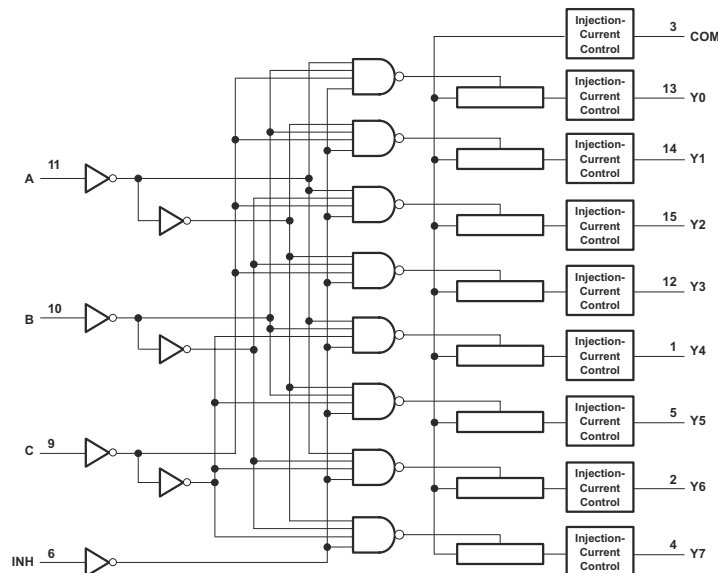 Injection-
Current
Control
3
COM
Injection-
Current
Control
13
Y0
Injection-
Current
Control
14
Y1
A
11
Injection-
Current
Control
15
Y2
Injection-
Current
Control
12
Y3
B
10
Injection-
Current
Control
1
Y4
Injection-
Current
Control
5
Y5
C
9
Injection-
Current
Control
2
Y6
INH
6
Injection-
Current
Control
4
Y7